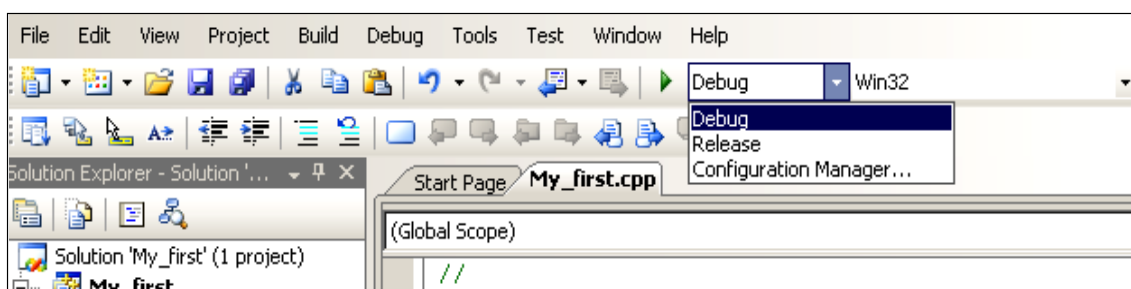 File Edit View Project Build Debug Tools Test Window Help
Debug Win32
Debug
Release
Configuration Manager...
Solution Explorer - Solution '...
Start Page My_first.cpp
(Global Scope)
Solution 'My_first' (1 project)
//
My_first